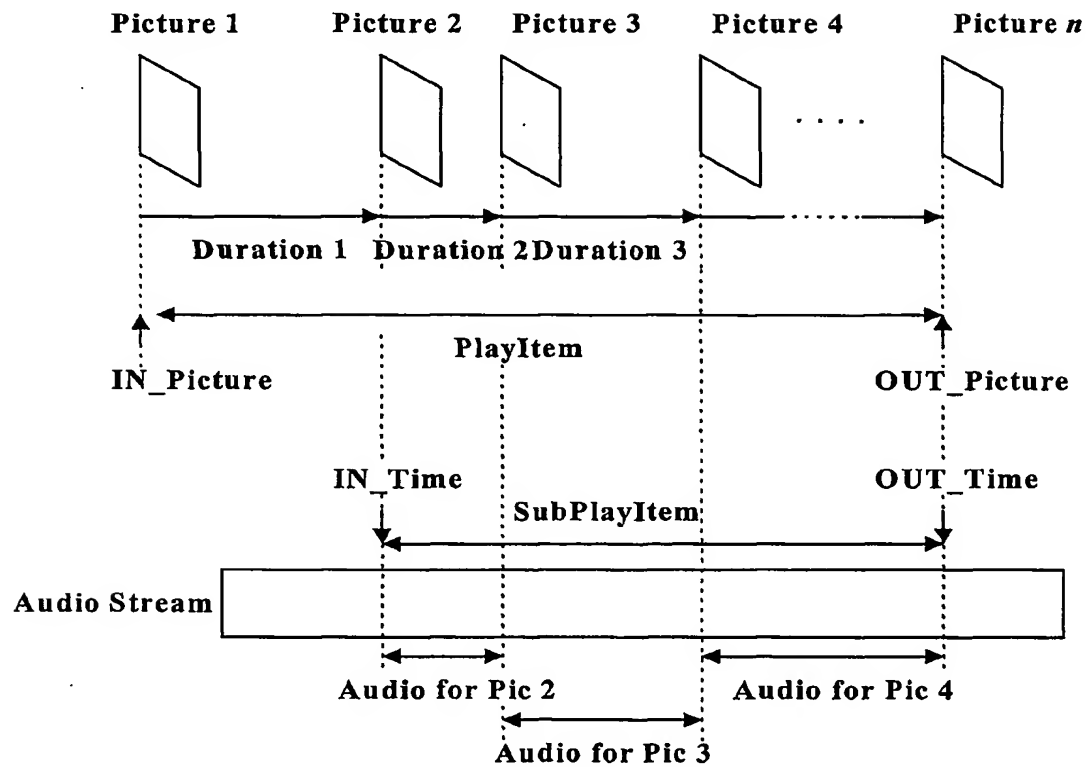 Picture 1 Picture 2 Picture 3 Picture 4 Picture n
. . . .
Duration 1 Duration 2 Duration 3
PlayItem
IN_Picture OUT_Picture
IN_Time OUT_Time
SubPlayItem
Audio Stream
Audio for Pic 2 Audio for Pic 4
Audio for Pic 3